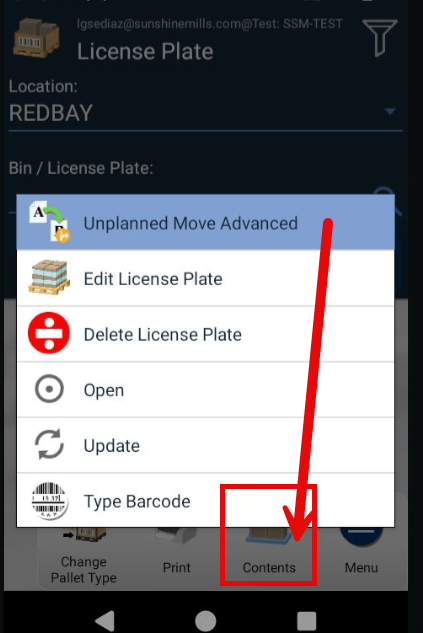 lgsediaz@sunshinemills.com@Test: SSM-TEST
License Plate
Location:
REDBAY
Bin / License Plate:
Unplanned Move Advanced
Edit License Plate
Delete License Plate
Open
Update
Type Barcode
Change
Pallet Type
Print
Contents
Menu